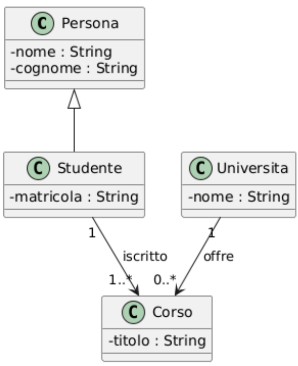 C Persona
-nome : String
-cognome : String
C Studente
-matricola : String
C Universita
-nome : String
1
1
iscritto
offre
1..*
0..*
C Corso
-titolo : String